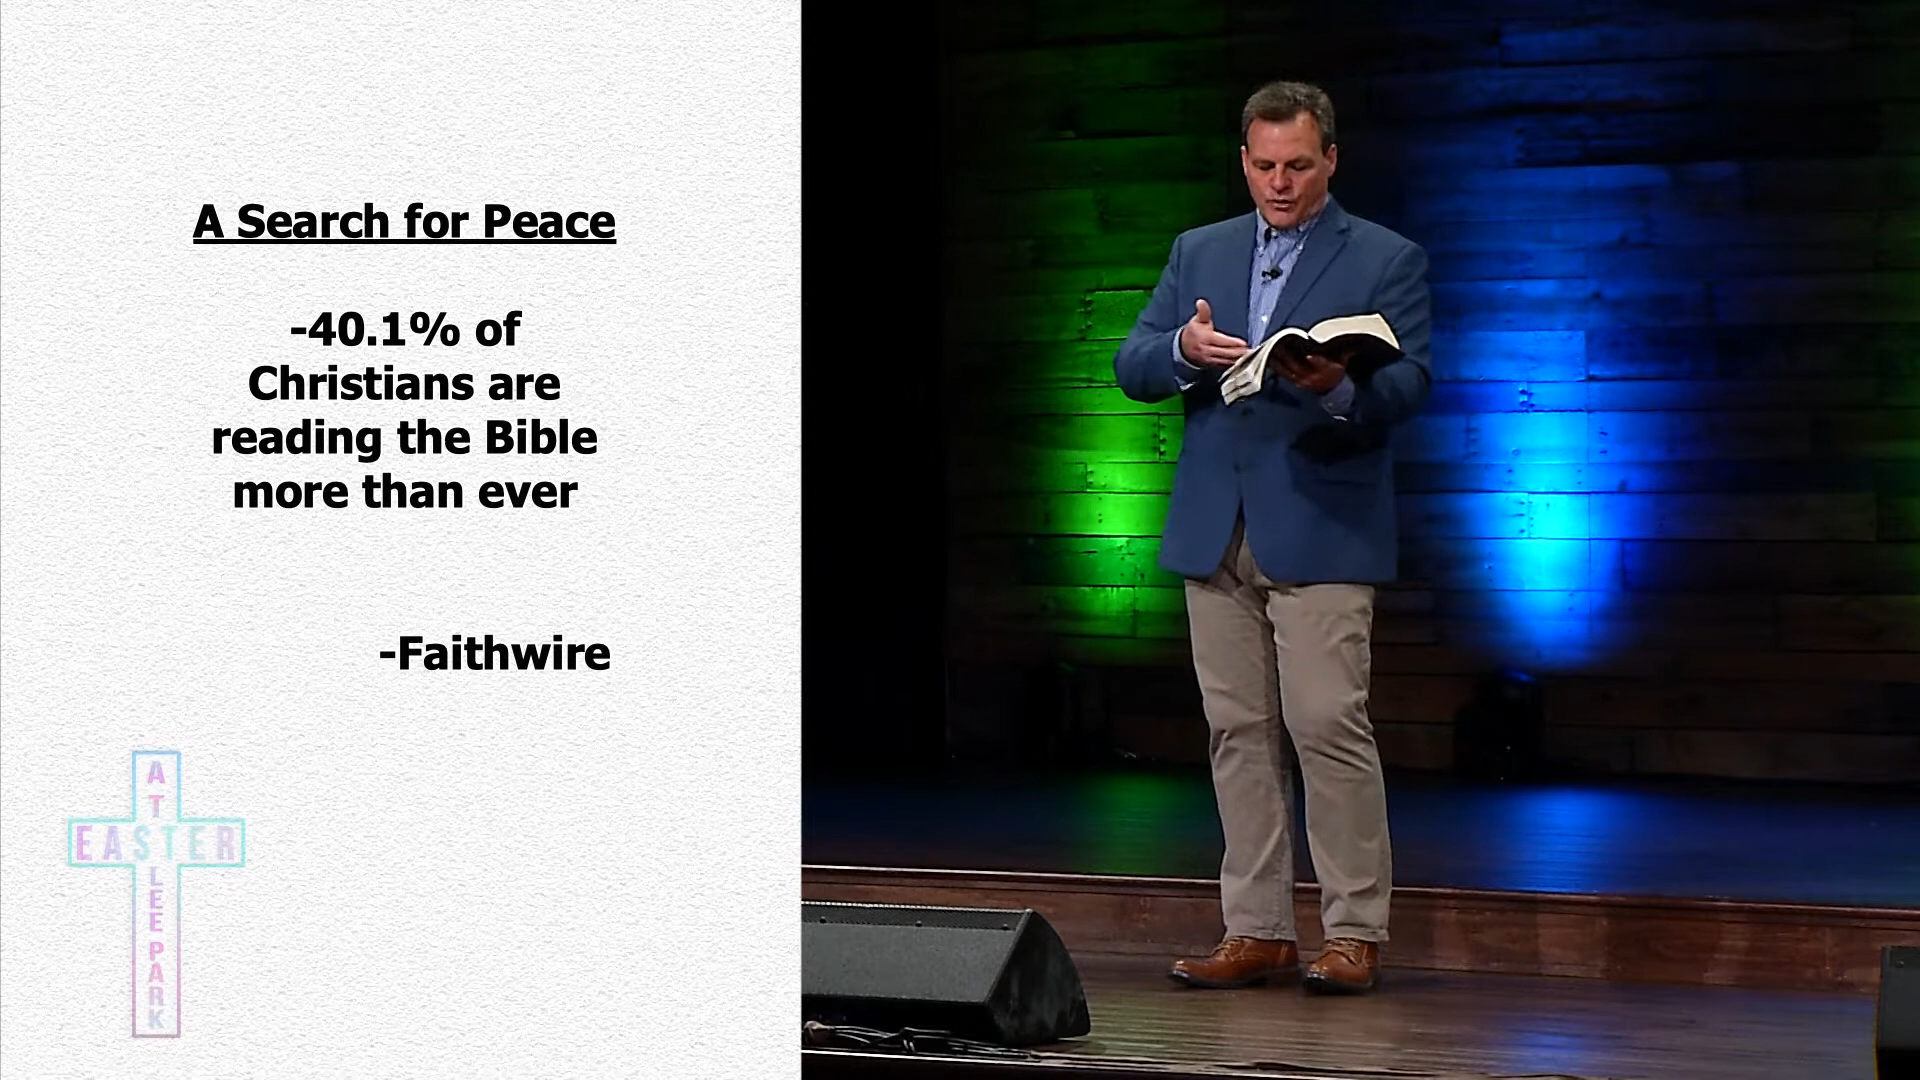 A Search for Peace
-40.1% of
Christians are
reading the Bible
more than ever
-Faithwire
EASTER
AT LEE PARK